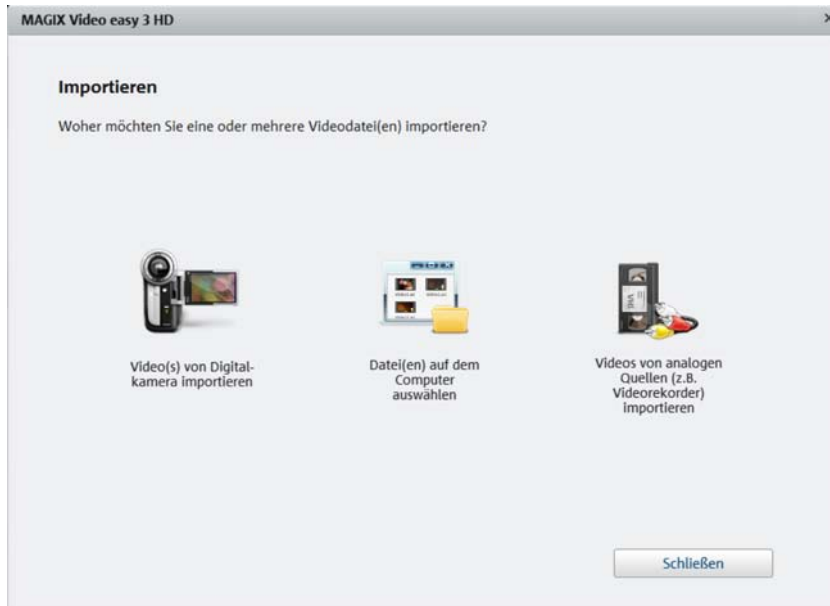 MAGIX Video easy 3 HD
Importieren
Woher möchten Sie eine oder mehrere Videodatei(en) importieren?
VHS
Video(s) von Digital-
kamera importieren
Datei(en) auf dem
Computer
auswählen
Videos von analogen
Quellen (z.B.
Videorekorder)
importieren
Schließen